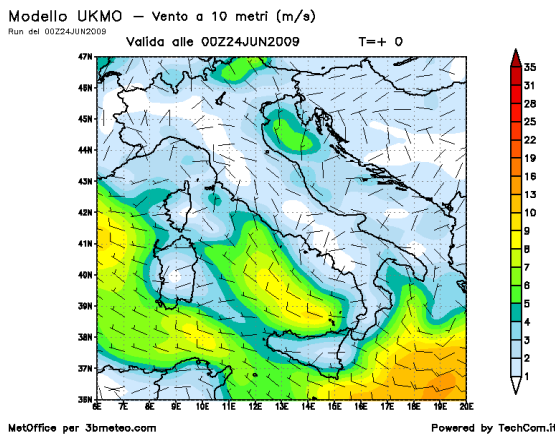 Modello UKMO – Vento a 10 metri (m/s)
Run del 00Z24JUN2009
Valida alle 00Z24JUN2009 T=+ 0
47N
46N
45N
44N
43N
42N
41N
40N
39N
38N
37N
36N
6E 7E 8E 9E 10E 11E 12E 13E 14E 15E 16E 17E 18E 19E 20E
35
31
28
25
22
19
16
13
10
9
8
7
6
5
4
3
2
1
MetOffice per 3bmeteo.com
Powered by TechCom.it